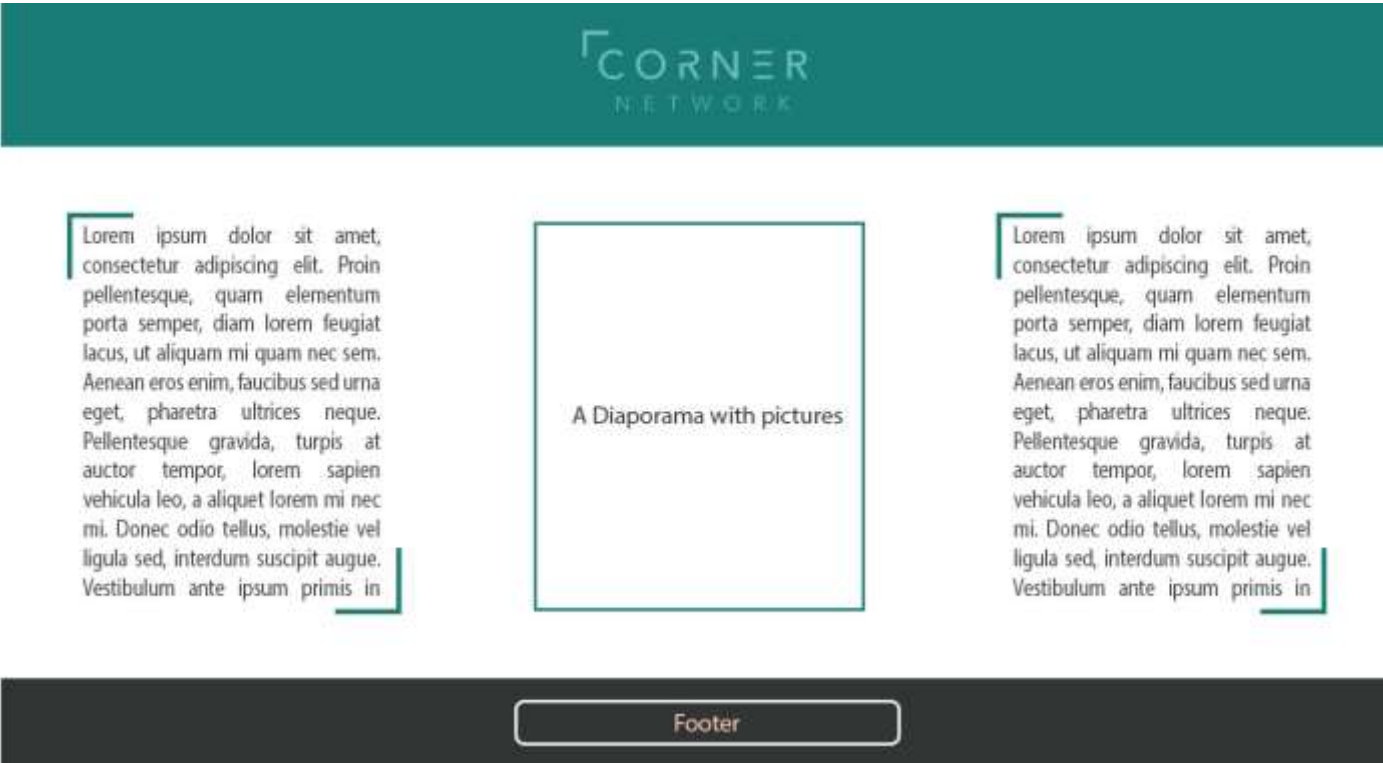 CORNER
NETWORK
Lorem ipsum dolor sit amet,
consectetur adipiscing elit. Proin
pellentesque, quam elementum
porta semper, diam lorem feugiat
lacus, ut aliquam mi quam nec sem.
Aenean eros enim, faucibus sed urna
eget, pharetra ultrices neque.
Pellentesque gravida, turpis at
auctor tempor, lorem sapien
vehicula leo, a aliquet lorem mi nec
mi. Donec odio tellus, molestie vel
ligula sed, interdum suscipit augue.
Vestibulum ante ipsum primis in
A Diaporama with pictures
Lorem ipsum dolor sit amet,
consectetur adipiscing elit. Proin
pellentesque, quam elementum
porta semper, diam lorem feugiat
lacus, ut aliquam mi quam nec sem.
Aenean eros enim, faucibus sed urna
eget, pharetra ultrices neque.
Pellentesque gravida, turpis at
auctor tempor, lorem sapien
vehicula leo, a aliquet lorem mi nec
mi. Donec odio tellus, molestie vel
ligula sed, interdum suscipit augue.
Vestibulum ante ipsum primis in
Footer